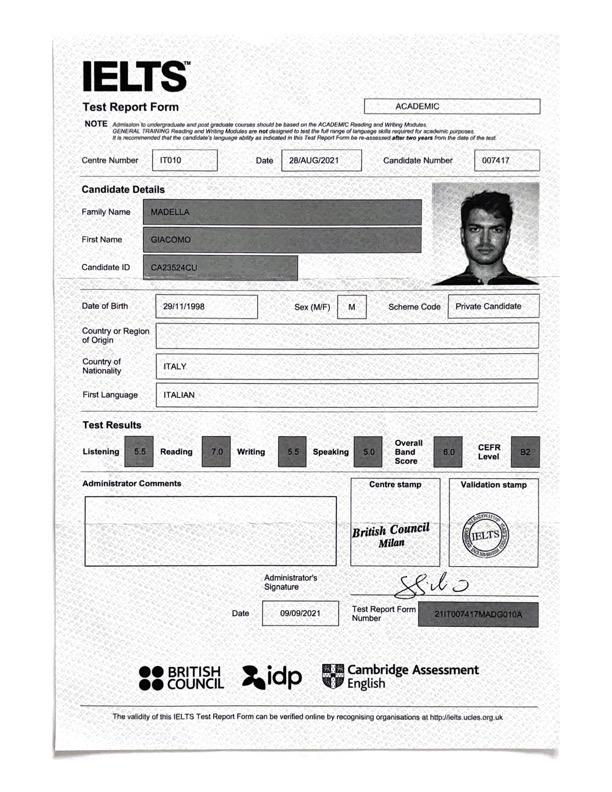 IELTS™
Test Report Form
ACADEMIC
NOTE Admission to undergraduate and post graduate courses should be based on the ACADEMIC Reading and Writing Modules.
GENERAL TRAINING Reading and Writing Modules are not designed to test the full range of language skills required for academic purposes.
It is recommended that the candidate's language ability as indicated in this Test Report Form be re-assessed after two years from the date of the test.
Centre Number IT010 Date 28/AUG/2021 Candidate Number 007417
Candidate Details
Family Name MADELLA
First Name GIACOMO
Candidate ID CA23524CU
Date of Birth 29/11/1998 Sex (M/F) M Scheme Code Private Candidate
Country or Region
of Origin
Country of
Nationality ITALY
First Language ITALIAN
Test Results
Listening 5.5 Reading 7.0 Writing 5.5 Speaking 5.0 Overall
Band
Score 6.0 CEFR
Level B2
Administrator Comments
Centre stamp
Validation stamp
British Council
Milan
IELTS
Administrator's
Signature
Date 09/09/2021
Test Report Form
Number 21IT007417MADG010A
BRITISH
COUNCIL
idp
Cambridge Assessment
English
The validity of this IELTS Test Report Form can be verified online by recognising organisations at http://ielts.ucles.org.uk